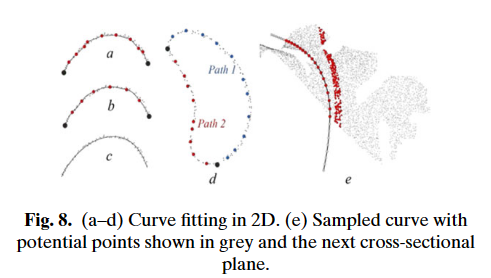 a
b
c
Path 1
Path 2
d
e
Fig. 8. (a–d) Curve fitting in 2D. (e) Sampled curve with
potential points shown in grey and the next cross-sectional
plane.